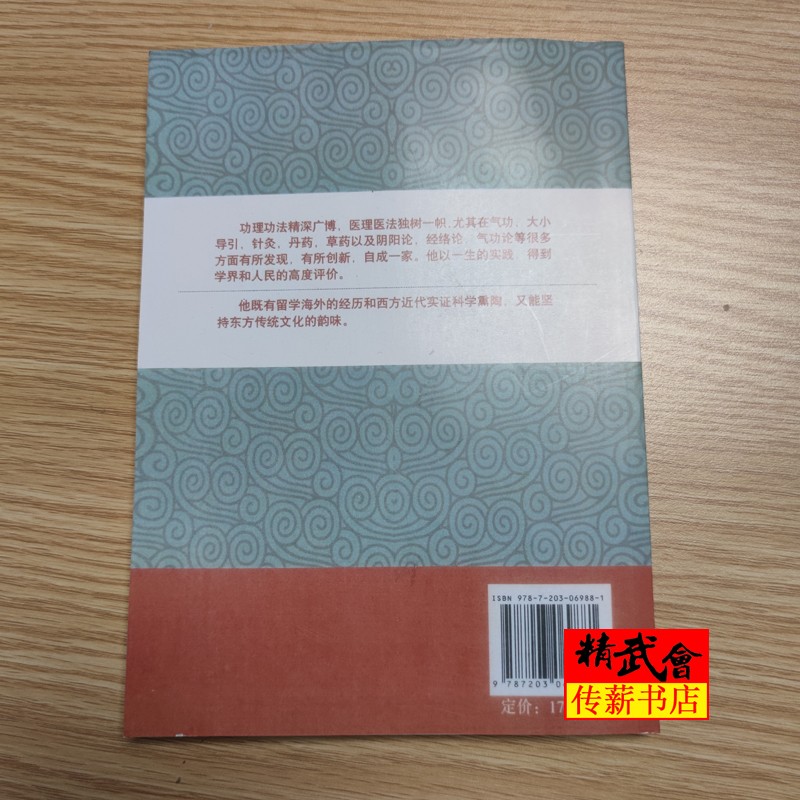 功理功法精深广博、医理医法独树一帜,尤其在气功、大小
导引,针灸,丹药,草药以及阴阳论,经络论,气功论等很多
方面有所发现,有所创新,自成一家。他以一生的实践,得到
学界和人民的高度评价。
他既有留学海外的经历和西方近代实证科学熏陶,又能坚
持东方传统文化的韵味。
ISBN 978-7-203-06988-1
9 787203 0
定价: 17
精武會
传薪书店